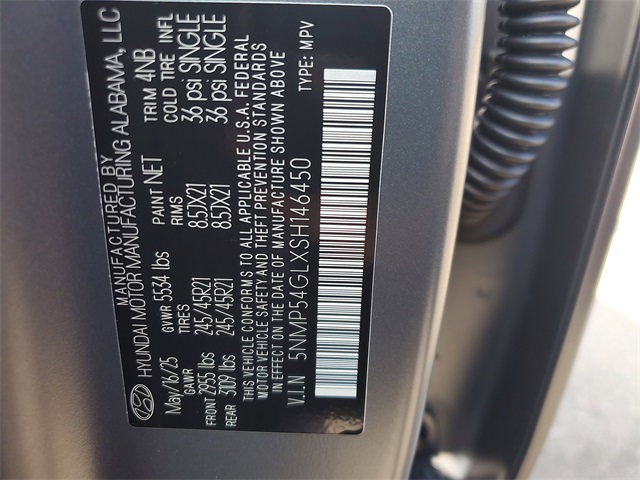 MANUFACTURED BY
HYUNDAI MOTOR MANUFACTURING ALABAMA, LLC
May/16/25 GVWR 5534 lbs PAINT NET TRIM 4NB
GAWR TIRES RIMS COLD TIRE INFL
FRONT 2955 lbs 245/45R21 8.5JX21 36 psi SINGLE
REAR 3109 lbs 245/45R21 8.5JX21 36 psi SINGLE
THIS VEHICLE CONFORMS TO ALL APPLICABLE U.S.A. FEDERAL
MOTOR VEHICLE SAFETY AND THEFT PREVENTION STANDARDS
IN EFFECT ON THE DATE OF MANUFACTURE SHOWN ABOVE
V.I.N 5NMP54GLXSH146450 TYPE: MPV